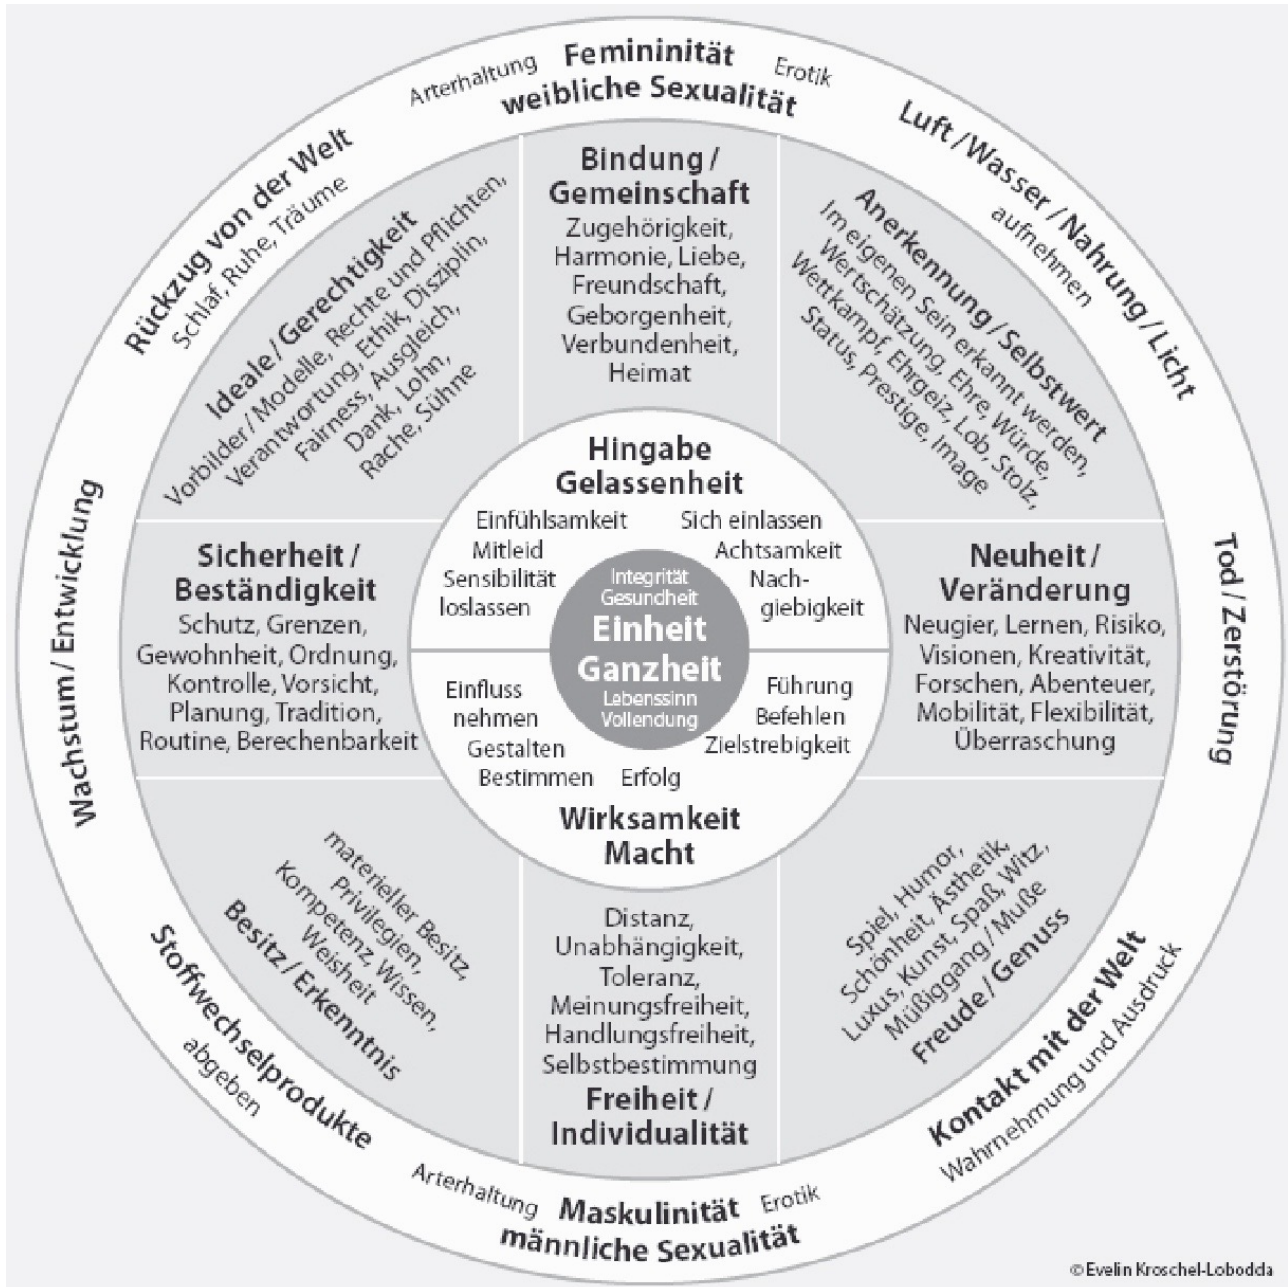 Arterhaltung Femininität Erotik
weibliche Sexualität
Luft / Wasser / Nahrung / Licht
aufnehmen
Tod / Zerstörung
Kontakt mit der Welt
Wahrnehmung und Ausdruck
Arterhaltung Maskulinität Erotik
männliche Sexualität
Stoffwechselprodukte
abgeben
Wachstum / Entwicklung
Rückzug von der Welt
Schlaf, Ruhe, Träume
Bindung /
Gemeinschaft
Zugehörigkeit,
Harmonie, Liebe,
Freundschaft,
Geborgenheit,
Verbundenheit,
Heimat
Anerkennung / Selbstwert
Im eigenen Sein erkannt werden,
Wertschätzung, Ehre, Würde,
Wettkampf, Ehrgeiz, Lob, Stolz,
Status, Prestige, Image
Neuheit /
Veränderung
Neugier, Lernen, Risiko,
Visionen, Kreativität,
Forschen, Abenteuer,
Mobilität, Flexibilität,
Überraschung
Spiel, Humor,
Schönheit, Ästhetik,
Luxus, Kunst, Spaß, Witz,
Müßiggang / Muße
Freude / Genuss
Distanz,
Unabhängigkeit,
Toleranz,
Meinungsfreiheit,
Handlungsfreiheit,
Selbstbestimmung
Freiheit /
Individualität
materieller Besitz,
Privilegien,
Kompetenz, Wissen,
Weisheit
Besitz / Erkenntnis
Sicherheit /
Beständigkeit
Schutz, Grenzen,
Gewohnheit, Ordnung,
Kontrolle, Vorsicht,
Planung, Tradition,
Routine, Berechenbarkeit
Ideale / Gerechtigkeit
Vorbilder / Modelle, Rechte und Pflichten,
Verantwortung, Ethik, Disziplin,
Fairness, Ausgleich,
Dank, Lohn,
Rache, Sühne
Hingabe
Gelassenheit
Einfühlsamkeit
Mitleid
Sensibilität
loslassen
Sich einlassen
Achtsamkeit
Nach-
giebigkeit
Integrität
Gesundheit
Einheit
Ganzheit
Lebenssinn
Vollendung
Einfluss
nehmen
Gestalten
Bestimmen
Erfolg
Führung
Befehlen
Zielstrebigkeit
Wirksamkeit
Macht
© Evelin Kroschel-Lobodda